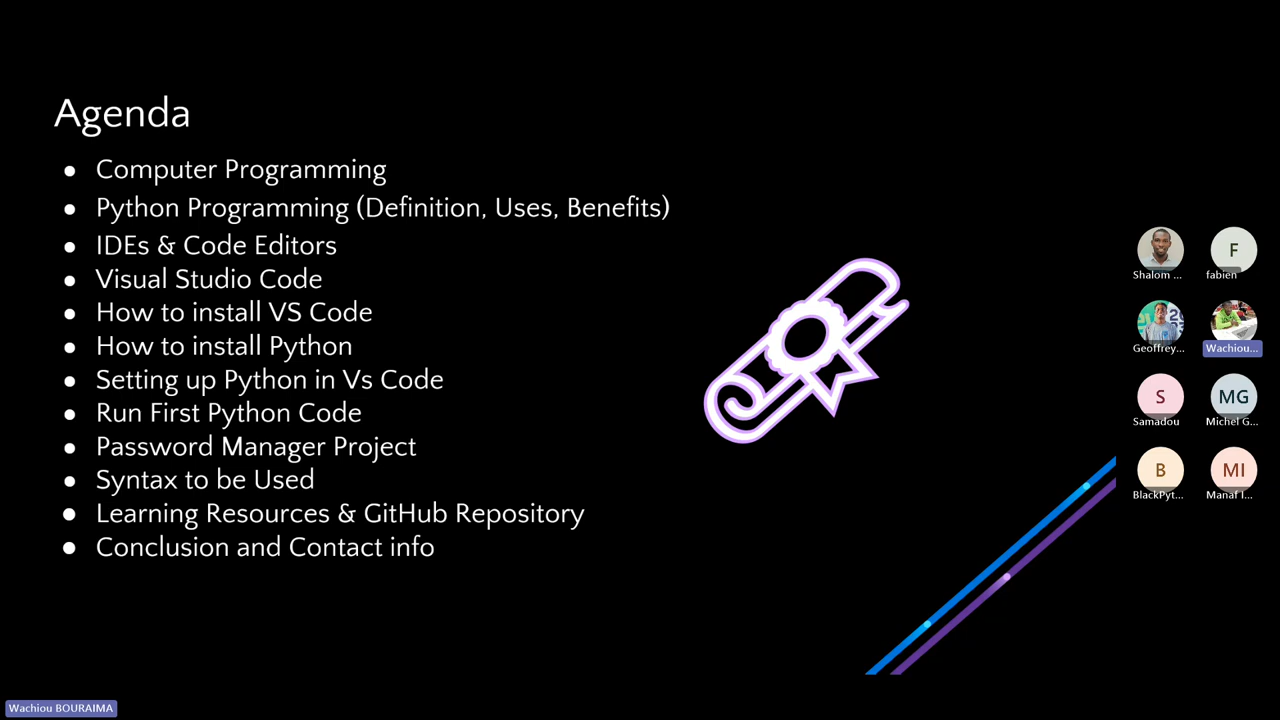 Agenda
● Computer Programming
● Python Programming (Definition, Uses, Benefits)
● IDEs & Code Editors
● Visual Studio Code
● How to install VS Code
● How to install Python
● Setting up Python in Vs Code
● Run First Python Code
● Password Manager Project
● Syntax to be Used
● Learning Resources & GitHub Repository
● Conclusion and Contact info
F
Shalom ...
fabien
Geoffrey...
Wachiou...
S
MG
Samadou
Michel G...
B
MI
BlackPyt...
Manaf I...
Wachiou BOURAIMA